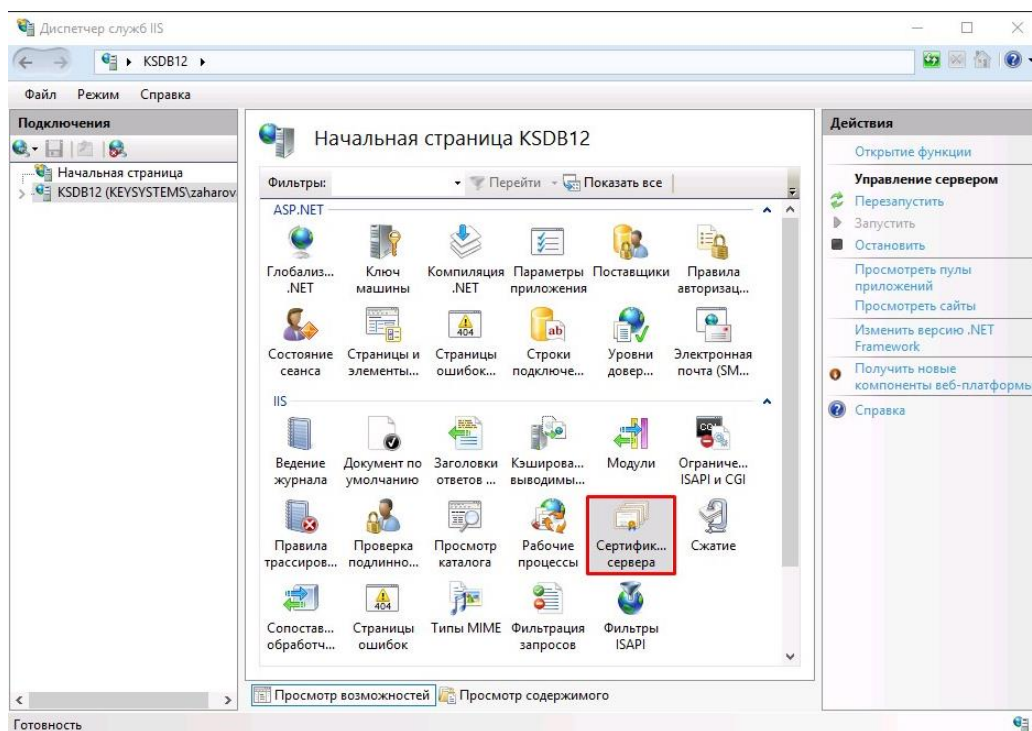 Диспетчер служб IIS
KSDB12
Файл Режим Справка
Подключения
Начальная страница
KSDB12 (KEYSYSTEMS\zaharov
Начальная страница KSDB12
Фильтры: Перейти Показать все
ASP.NET
Глобализ... Ключ Компиляция Параметры Поставщики Правила
.NET машины .NET приложения авторизац...
404 ab
Состояние Страницы и Страницы Строки Уровни Электронная
сеанса элементы... ошибок... подключе... довер... почта (SM...
IIS
CGI
Ведение Документ по Заголовки Кэширова... Модули Ограниче...
журнала умолчанию ответов ... выводимы... ISAPI и CGI
Правила Проверка Просмотр Рабочие Сертифик... Сжатие
трассиров... подлинно... каталога процессы сервера
404
Сопостав... Страницы Типы MIME Фильтрация Фильтры
обработч... ошибок запросов ISAPI
Просмотр возможностей Просмотр содержимого
Действия
Открытие функции
Управление сервером
Перезапустить
Запустить
Остановить
Просмотреть пулы
приложений
Просмотреть сайты
Изменить версию .NET
Framework
Получить новые
компоненты веб-платформы
Справка
Готовность